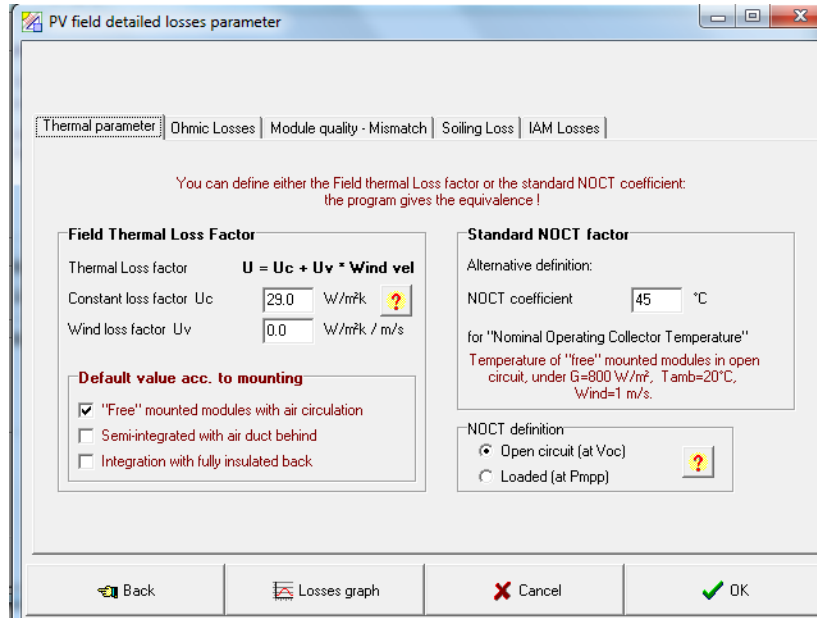 PV field detailed losses parameter
Thermal parameter
Ohmic Losses
Module quality - Mismatch
Soiling Loss
IAM Losses
You can define either the Field thermal Loss factor or the standard NOCT coefficient:
the program gives the equivalence !
Field Thermal Loss Factor
Thermal Loss factor U = Uc + Uv * Wind vel
Constant loss factor Uc 29.0 W/m²k ?
Wind loss factor Uv 0.0 W/m²k / m/s
Default value acc. to mounting
"Free" mounted modules with air circulation
Semi-integrated with air duct behind
Integration with fully insulated back
Standard NOCT factor
Alternative definition:
NOCT coefficient 45 °C
for "Nominal Operating Collector Temperature"
Temperature of "free" mounted modules in open
circuit, under G=800 W/m², Tamb=20°C,
Wind=1 m/s.
NOCT definition
Open circuit (at Voc)
Loaded (at Pmpp)
?
Back
Losses graph
Cancel
OK